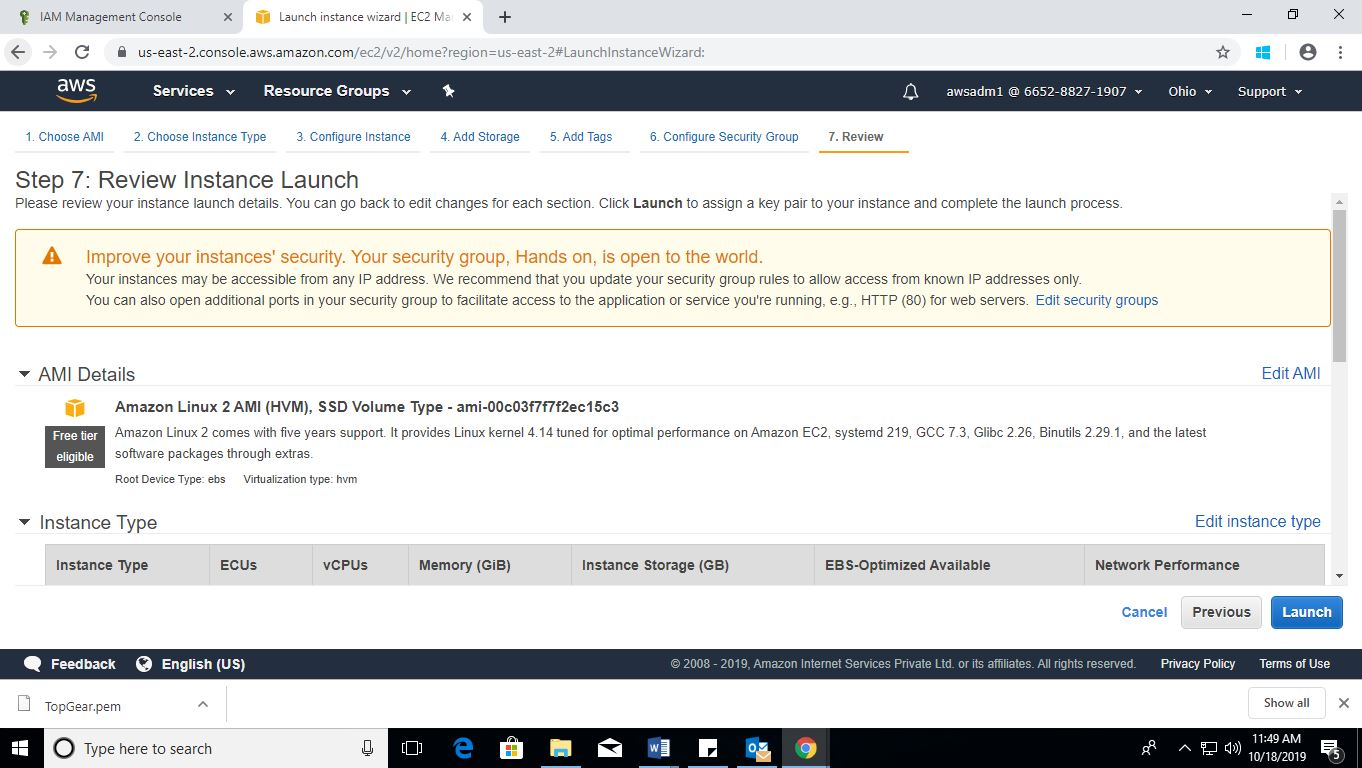 IAM Management Console
Launch instance wizard | EC2 Ma
us-east-2.console.aws.amazon.com/ec2/v2/home?region=us-east-2#LaunchInstanceWizard:
aws
Services
Resource Groups
awsadm1 @ 6652-8827-1907
Ohio
Support
1. Choose AMI
2. Choose Instance Type
3. Configure Instance
4. Add Storage
5. Add Tags
6. Configure Security Group
7. Review
Step 7: Review Instance Launch
Please review your instance launch details. You can go back to edit changes for each section. Click Launch to assign a key pair to your instance and complete the launch process.
Improve your instances' security. Your security group, Hands on, is open to the world.
Your instances may be accessible from any IP address. We recommend that you update your security group rules to allow access from known IP addresses only.
You can also open additional ports in your security group to facilitate access to the application or service you're running, e.g., HTTP (80) for web servers. Edit security groups
AMI Details
Edit AMI
Amazon Linux 2 AMI (HVM), SSD Volume Type - ami-00c03f7f7f2ec15c3
Free tier
eligible
Amazon Linux 2 comes with five years support. It provides Linux kernel 4.14 tuned for optimal performance on Amazon EC2, systemd 219, GCC 7.3, Glibc 2.26, Binutils 2.29.1, and the latest
software packages through extras.
Root Device Type: ebs Virtualization type: hvm
Instance Type
Edit instance type
Instance Type
ECUs
vCPUs
Memory (GiB)
Instance Storage (GB)
EBS-Optimized Available
Network Performance
Cancel
Previous
Launch
Feedback
English (US)
© 2008 - 2019, Amazon Internet Services Private Ltd. or its affiliates. All rights reserved.
Privacy Policy
Terms of Use
TopGear.pem
Show all
Type here to search
11:49 AM
10/18/2019
5